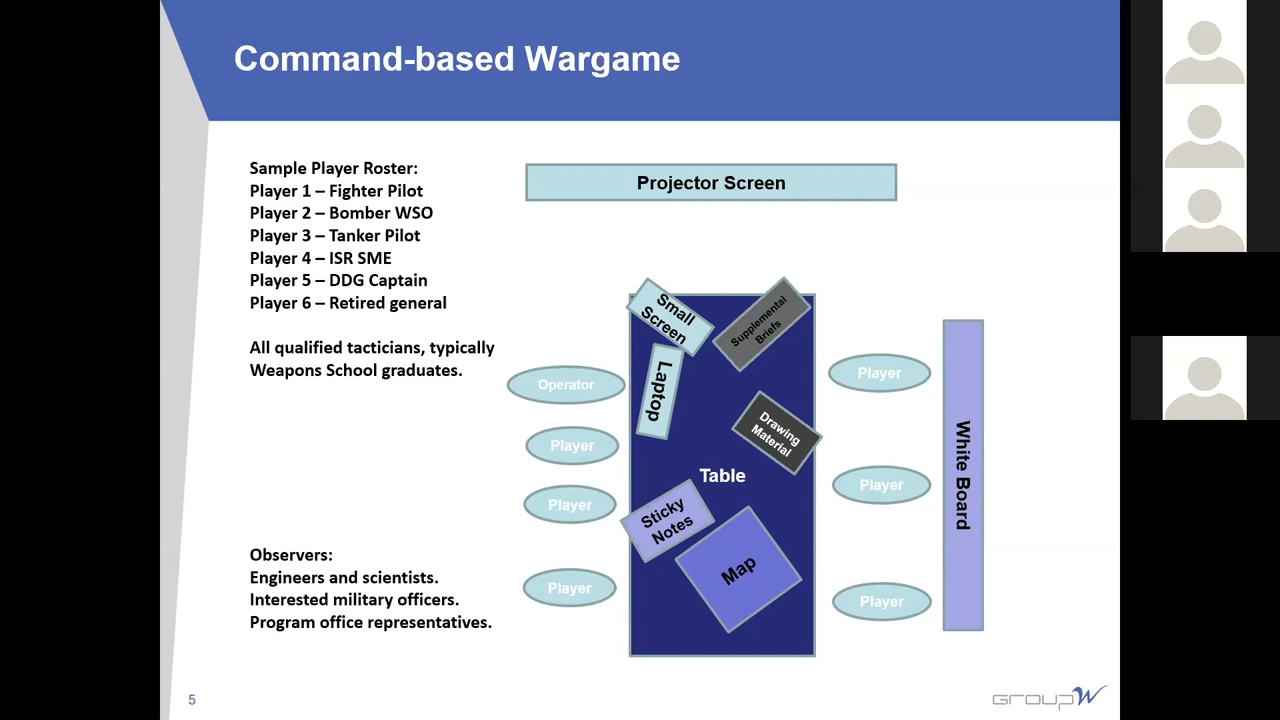 Command-based Wargame
Sample Player Roster:
Player 1 – Fighter Pilot
Player 2 – Bomber WSO
Player 3 – Tanker Pilot
Player 4 – ISR SME
Player 5 – DDG Captain
Player 6 – Retired general
All qualified tacticians, typically
Weapons School graduates.
Observers:
Engineers and scientists.
Interested military officers.
Program office representatives.
Projector Screen
Small
Screen
Supplemental
Briefs
Laptop
Operator
Player
Player
Player
Drawing
Material
Table
Sticky
Notes
Map
Player
Player
Player
White Board
5
GROUPW